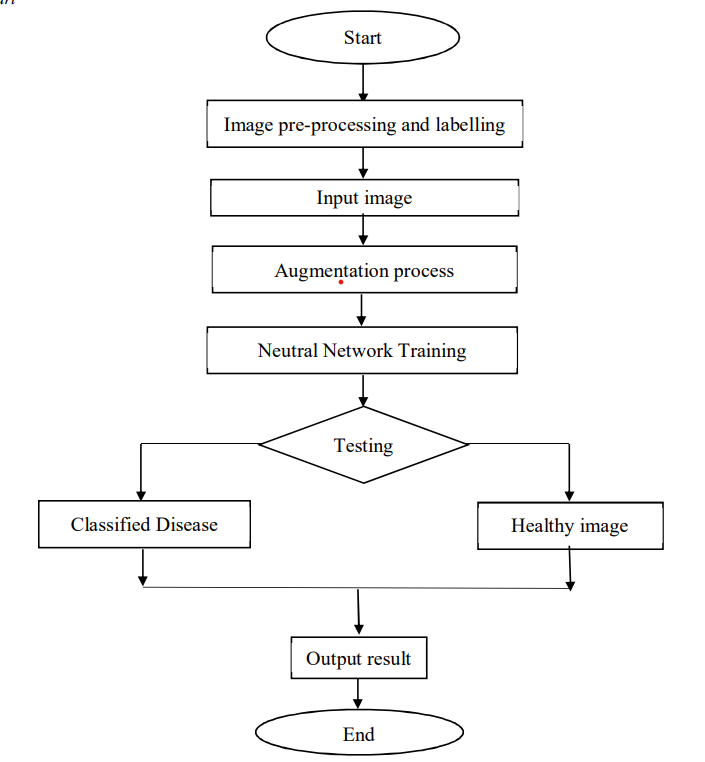 Start
Image pre-processing and labelling
Input image
Augmentation process
Neutral Network Training
Testing
Classified Disease
Healthy image
Output result
End